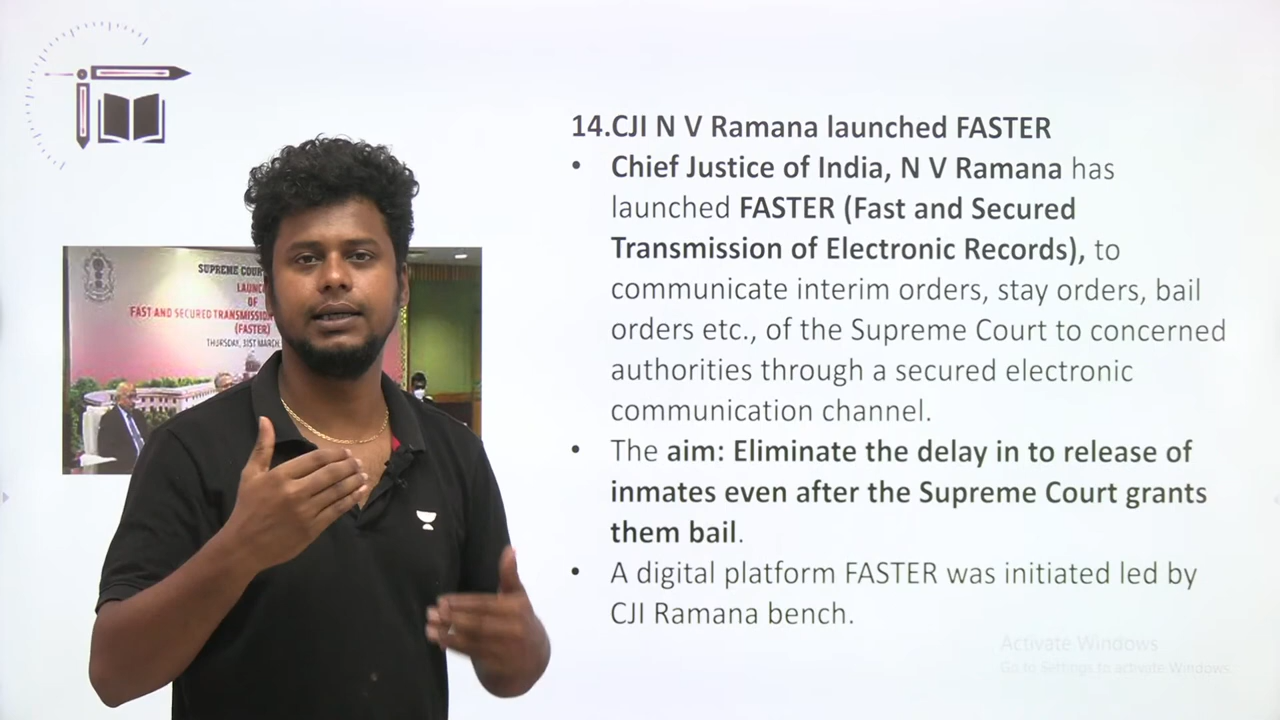 SUPREME COUR
LAUNC
OF
FAST AND SECURED TRANSMISSION
(FASTER)
THURSDAY, 31ST MARCH,
14.CJI N V Ramana launched FASTER
• Chief Justice of India, N V Ramana has
launched FASTER (Fast and Secured
Transmission of Electronic Records), to
communicate interim orders, stay orders, bail
orders etc., of the Supreme Court to concerned
authorities through a secured electronic
communication channel.
• The aim: Eliminate the delay in to release of
inmates even after the Supreme Court grants
them bail.
• A digital platform FASTER was initiated led by
CJI Ramana bench.
Activate Windows
Go to Settings to activate Windows.